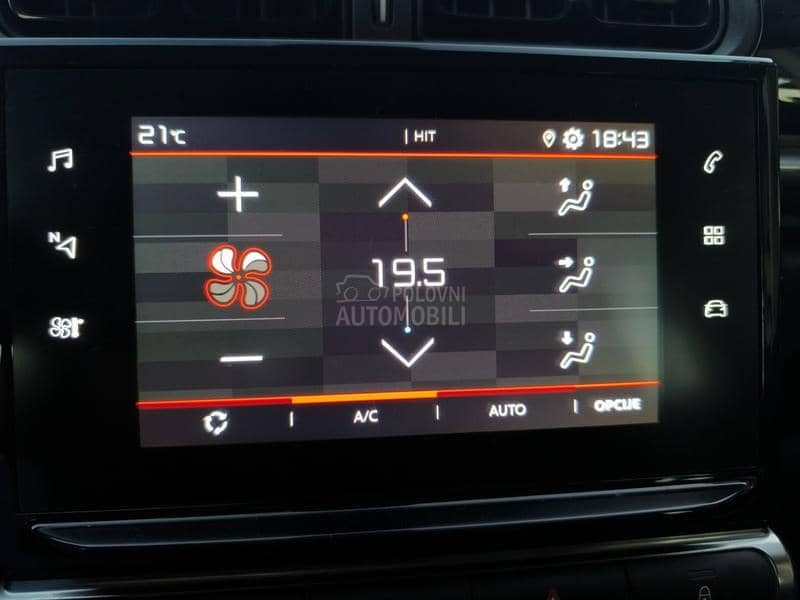 21°C
| HIT
18:43
N
19.5
POLOVNI
AUTOMOBILI
A/C
AUTO
OPCIJE